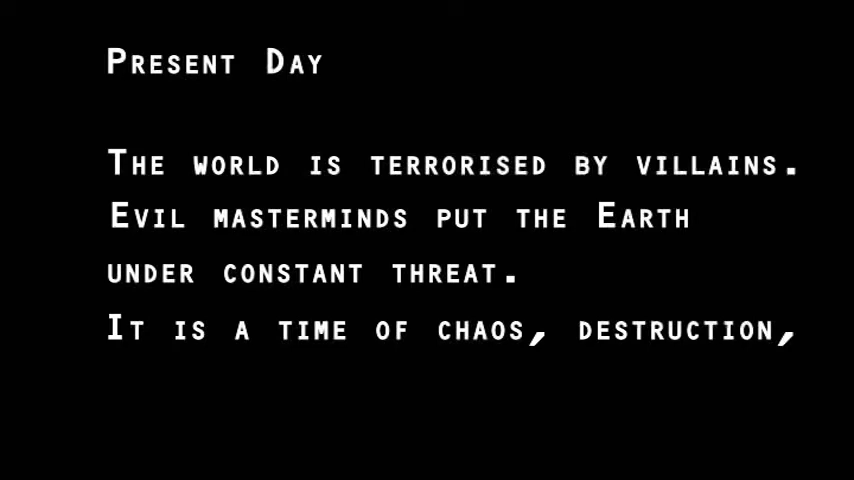 Present Day
The world is terrorised by villains.
Evil masterminds put the Earth
under constant threat.
It is a time of chaos, destruction,